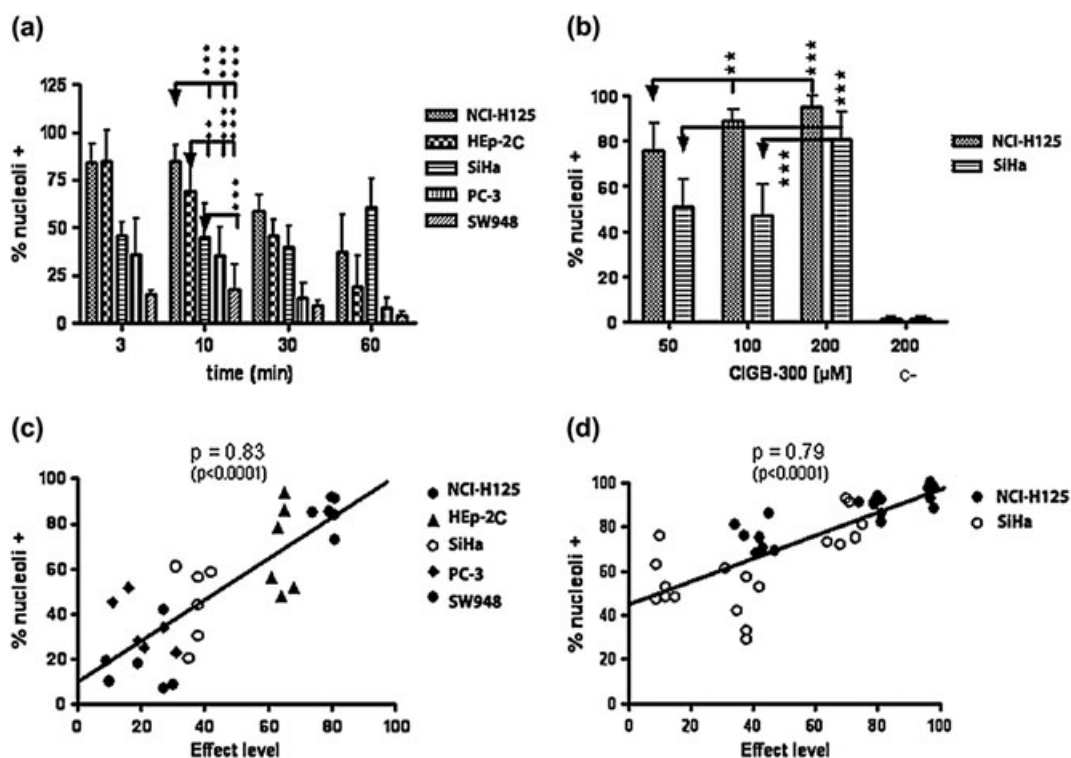 (a)
% nucleoli +
125
100
75
50
25
0
*** *** ***
** *** ***
***
3 10 30 60
time (min)
NCI-H125
HEp-2C
SiHa
PC-3
SW948
(b)
% nucleoli +
100
80
60
40
20
0
** *** ***
***
50 100 200 200
CIGB-300 [µM] C-
NCI-H125
SiHa
(c)
p = 0.83
(p<0.0001)
% nucleoli +
100
80
60
40
20
0
0 20 40 60 80 100
Effect level
NCI-H125
HEp-2C
SiHa
PC-3
SW948
(d)
p = 0.79
(p<0.0001)
% nucleoli +
100
80
60
40
20
0
0 20 40 60 80 100
Effect level
NCI-H125
SiHa